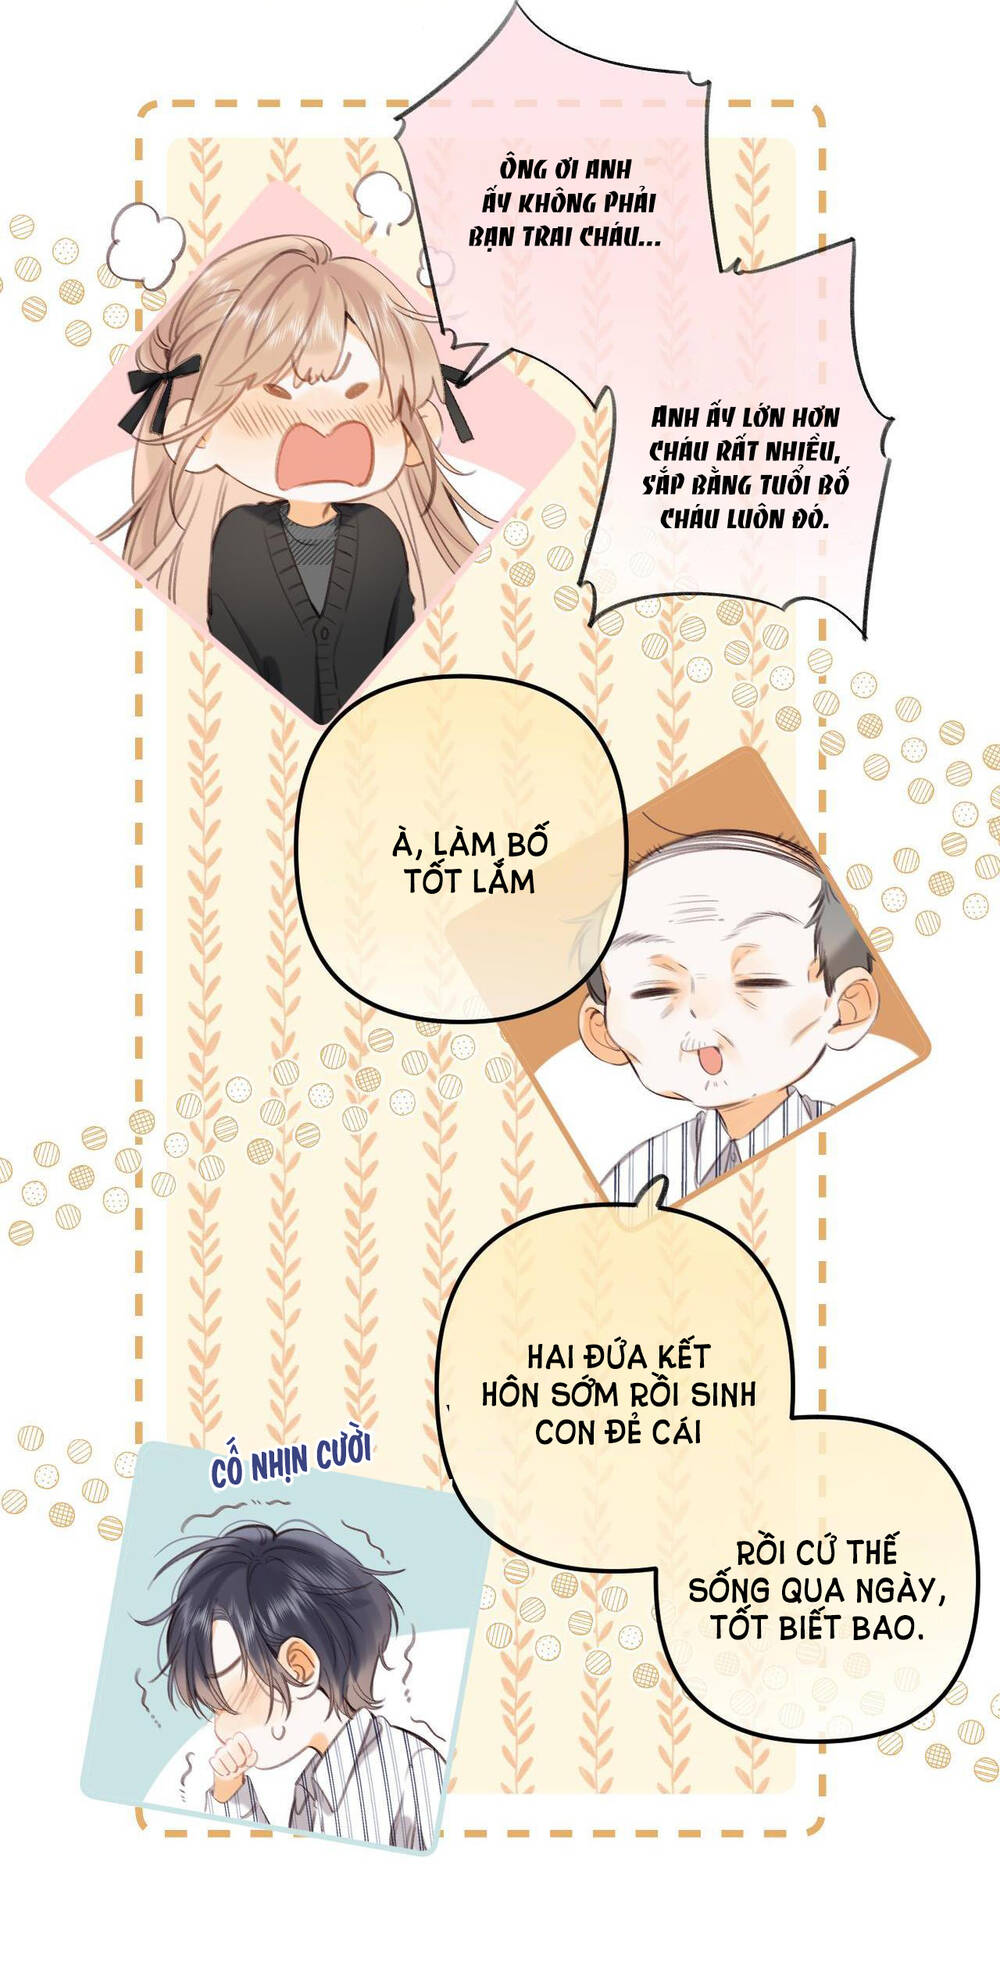 ÔNG ƠI ANH
ẤY KHÔNG PHẢI
BẠN TRAI CHÁU...
ANH ẤY LỚN HƠN
CHÁU RẤT NHIỀU,
SẮP BẰNG TUỔI BỐ
CHÁU LUÔN ĐÓ.
À, LÀM BỐ
TỐT LẮM
HAI ĐỨA KẾT
HÔN SỚM RỒI SINH
CON ĐẺ CÁI
CỐ NHỊN CƯỜI
RỒI CỨ THẾ
SỐNG QUA NGÀY,
TỐT BIẾT BAO.